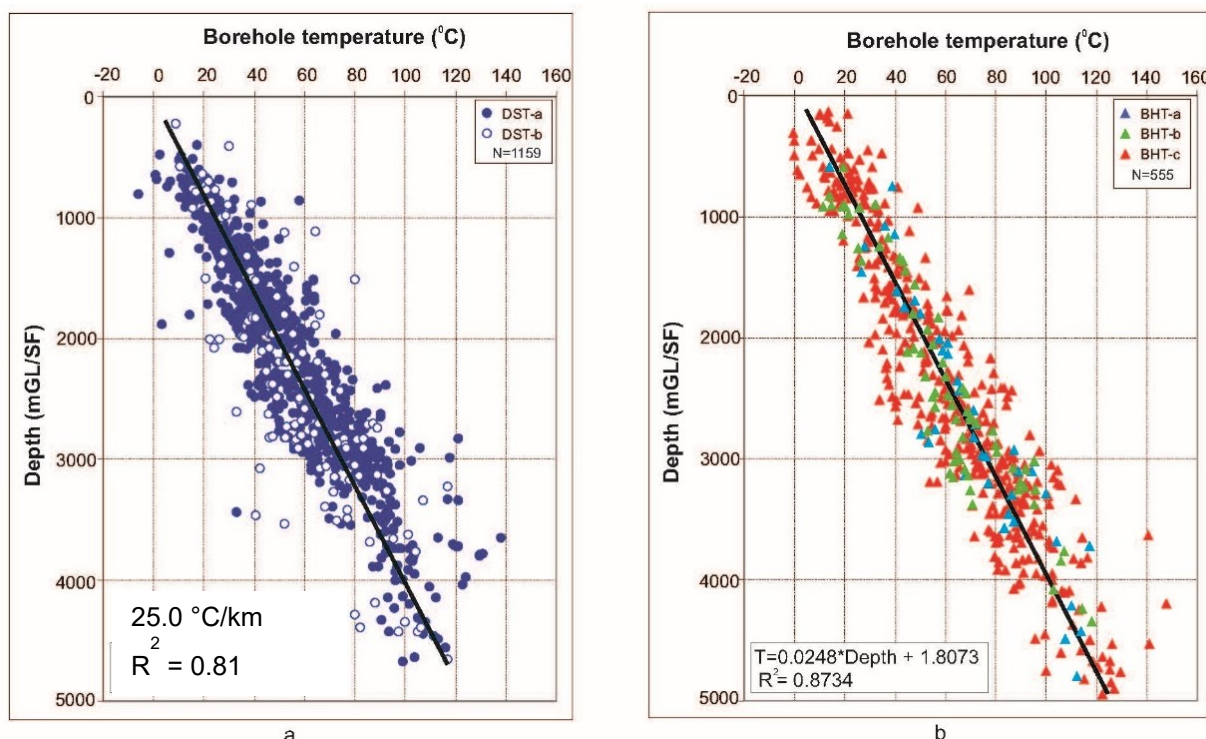 Borehole temperature (⁰C)
-20 0 20 40 60 80 100 120 140 160
0
1000
2000
3000
4000
5000
Depth (mGL/SF)
DST-a
DST-b
N=1159
25.0 °C/km
R² = 0.81
a
Borehole temperature (⁰C)
-20 0 20 40 60 80 100 120 140 160
0
1000
2000
3000
4000
5000
Depth (mGL/SF)
BHT-a
BHT-b
BHT-c
N=555
T=0.0248*Depth + 1.8073
R²= 0.8734
b